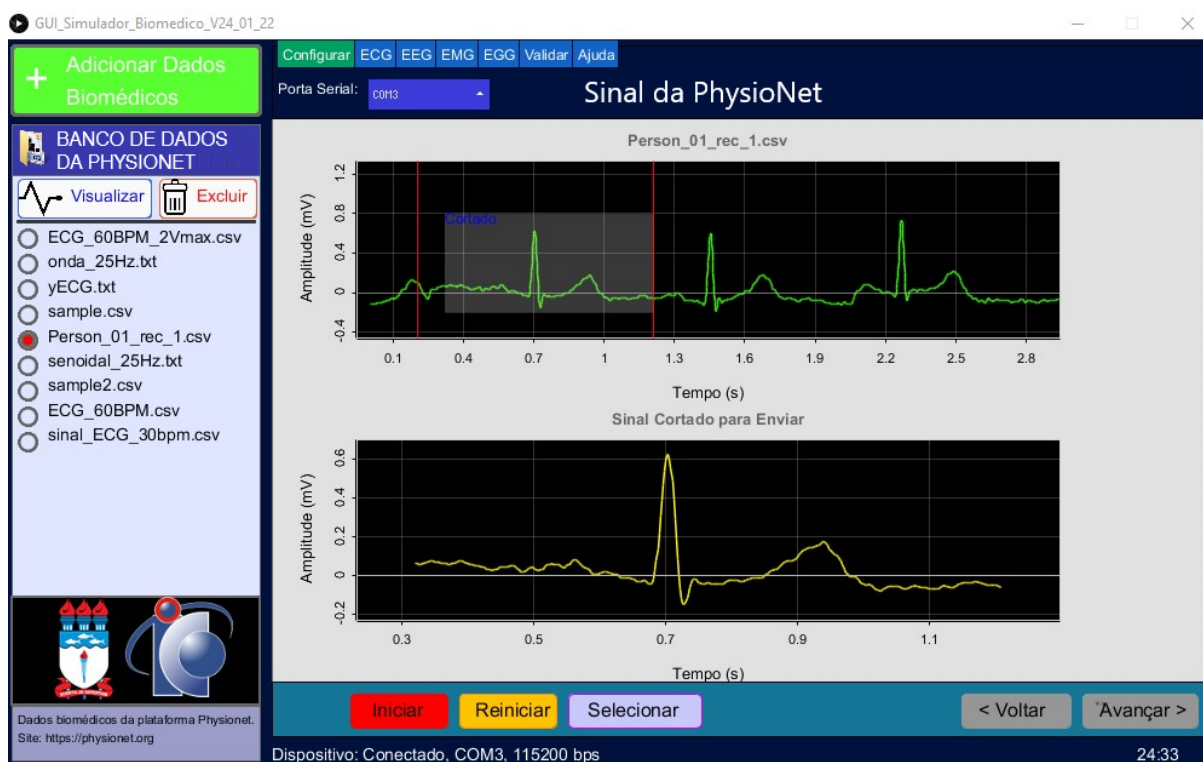 GUI_Simulador_Biomedico_V24_01_22
+ Adicionar Dados
Biomédicos
Configurar ECG EEG EMG EGG Validar Ajuda
Porta Serial: COM3
Sinal da PhysioNet
BANCO DE DADOS
DA PHYSIONET
Visualizar Excluir
ECG_60BPM_2Vmax.csv
onda_25Hz.txt
yECG.txt
sample.csv
Person_01_rec_1.csv
senoidal_25Hz.txt
sample2.csv
ECG_60BPM.csv
sinal_ECG_30bpm.csv
Dados biomédicos da plataforma Physionet.
Site: https://physionet.org
Person_01_rec_1.csv
Amplitude (mV)
1.2
0.8
0.4
0
-0.4
Cortado
0.1 0.4 0.7 1 1.3 1.6 1.9 2.2 2.5 2.8
Tempo (s)
Sinal Cortado para Enviar
Amplitude (mV)
0.6
0.4
0.2
0
-0.2
0.3 0.5 0.7 0.9 1.1
Tempo (s)
Iniciar Reiniciar Selecionar < Voltar Avançar >
Dispositivo: Conectado, COM3, 115200 bps 24:33